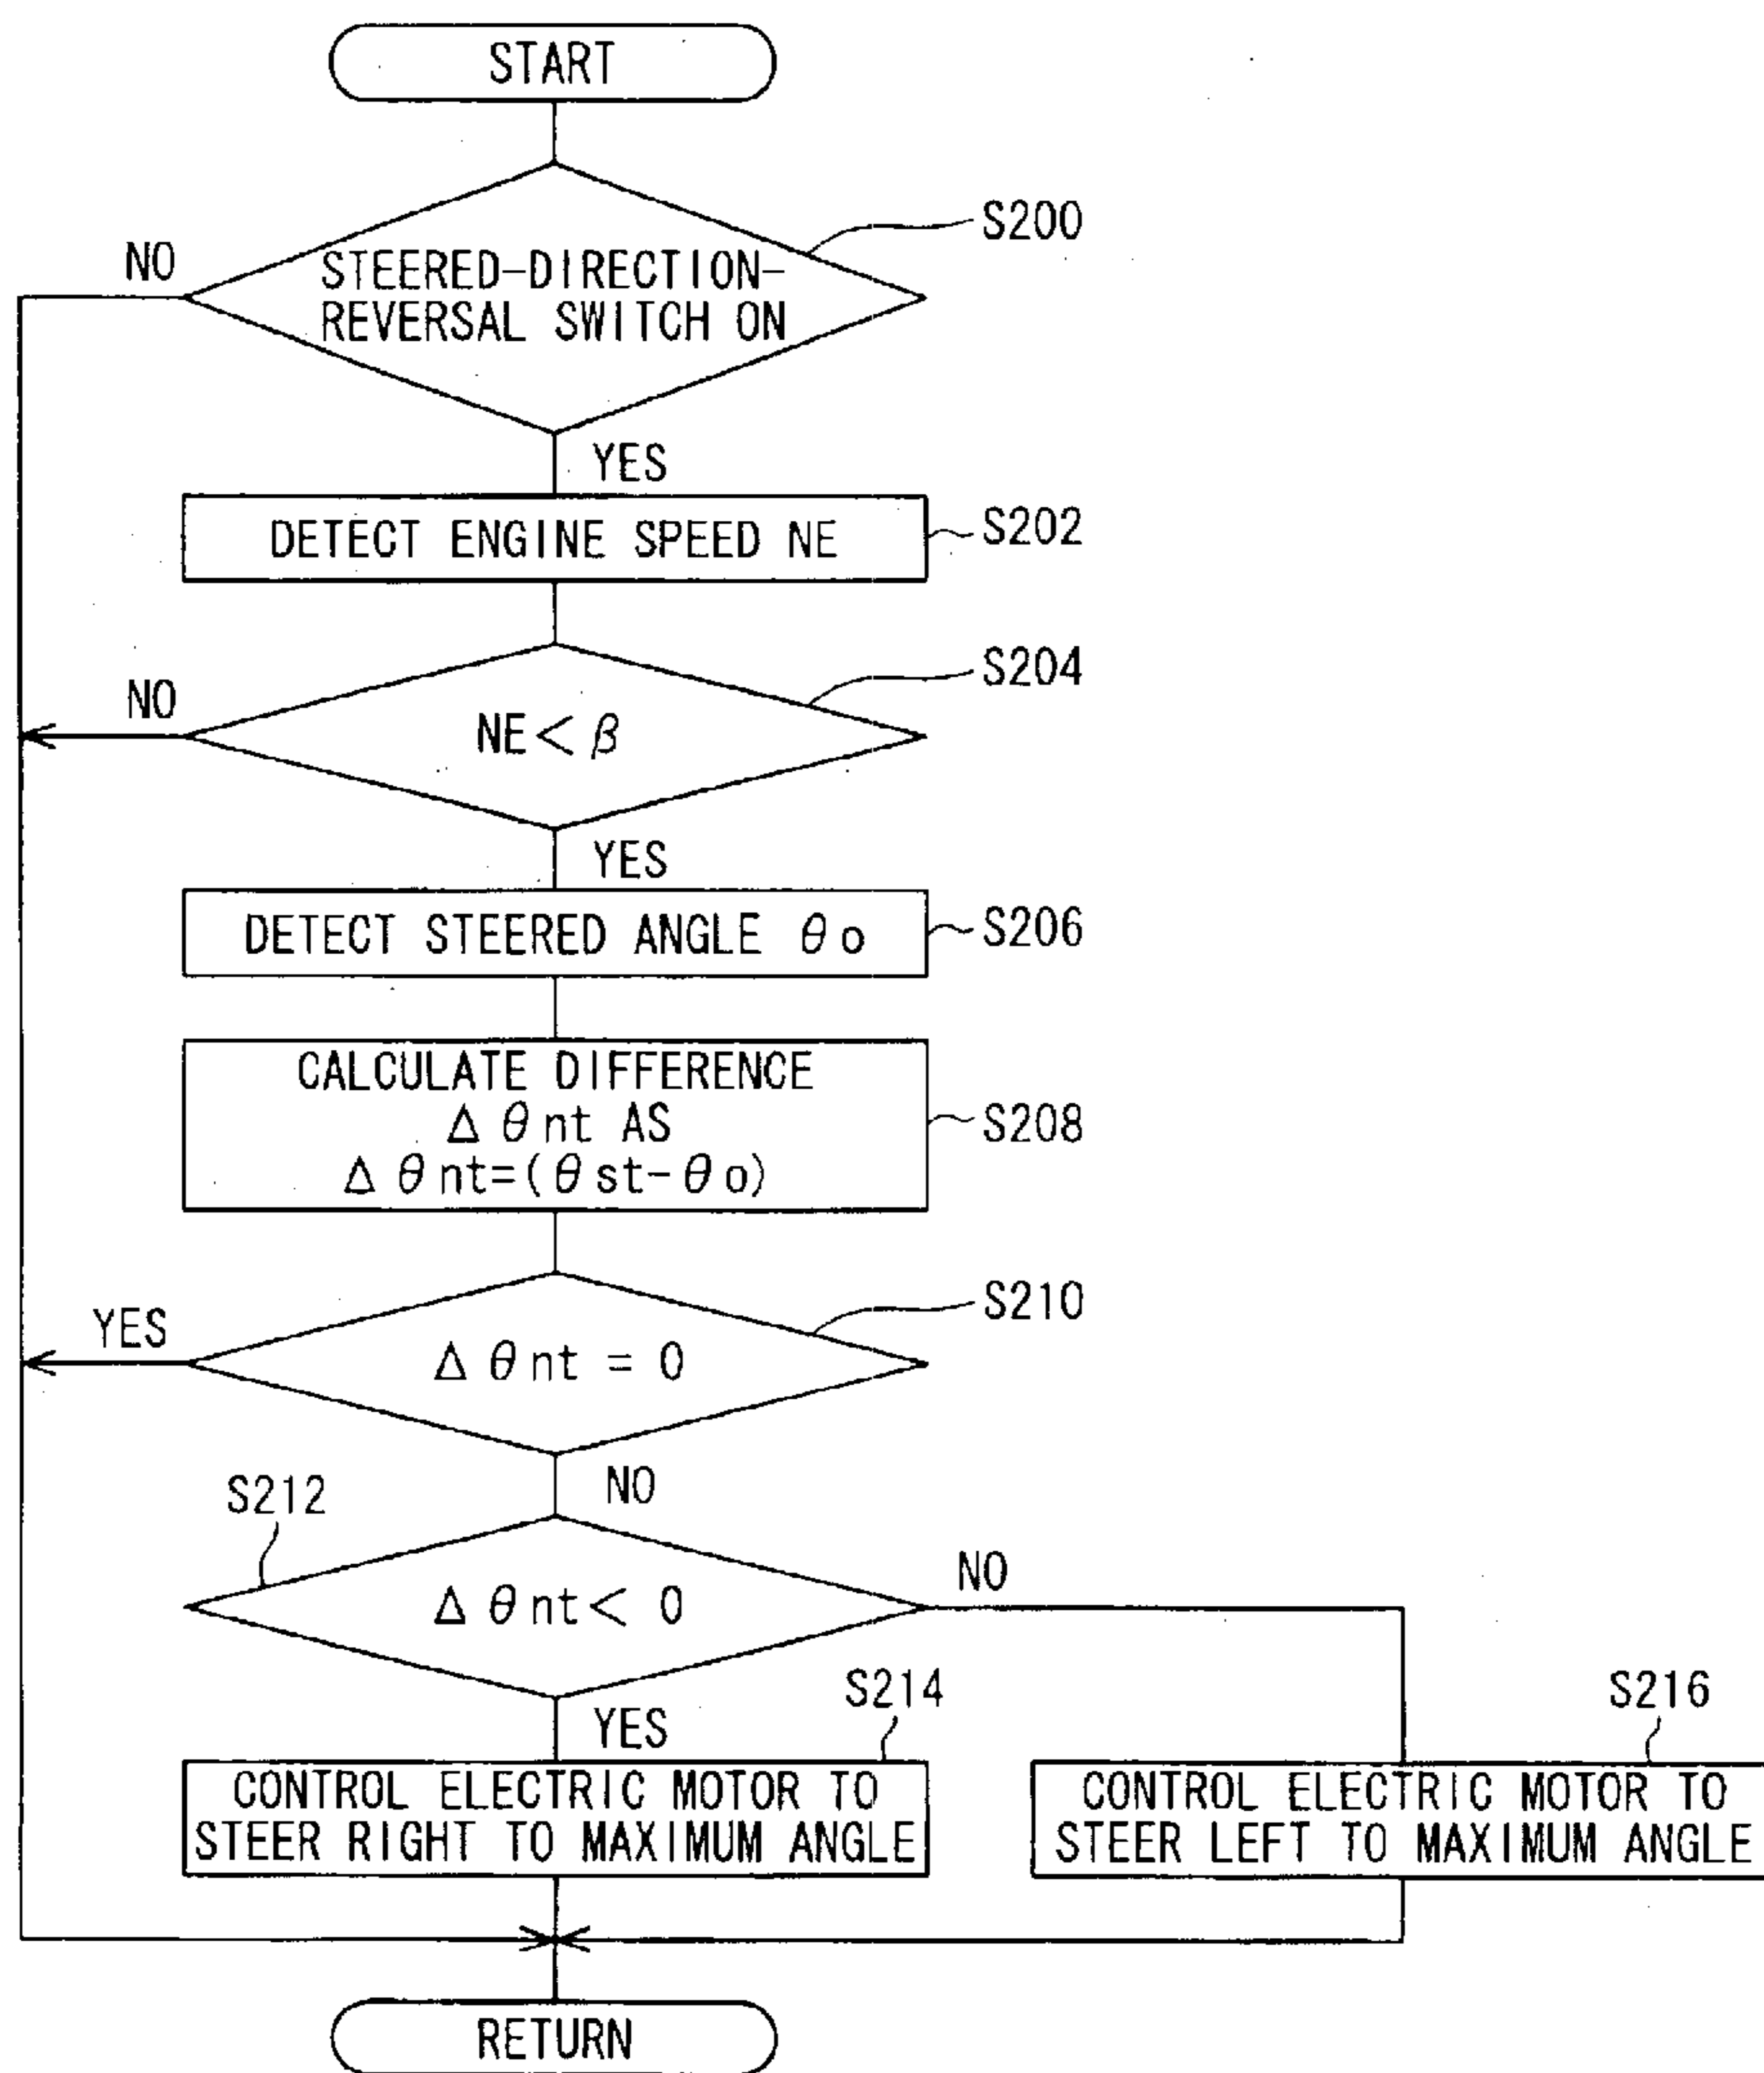 START
S200
NO
STEERED-DIRECTION-
REVERSAL SWITCH ON
YES
DETECT ENGINE SPEED NE
S202
S204
NO
NE<β
YES
DETECT STEERED ANGLE θo
S206
CALCULATE DIFFERENCE
Δθnt AS
Δθnt=(θst-θo)
S208
S210
YES
Δθnt = 0
NO
S212
NO
Δθnt< 0
YES
S214
S216
CONTROL ELECTRIC MOTOR TO
STEER RIGHT TO MAXIMUM ANGLE
CONTROL ELECTRIC MOTOR TO
STEER LEFT TO MAXIMUM ANGLE
RETURN